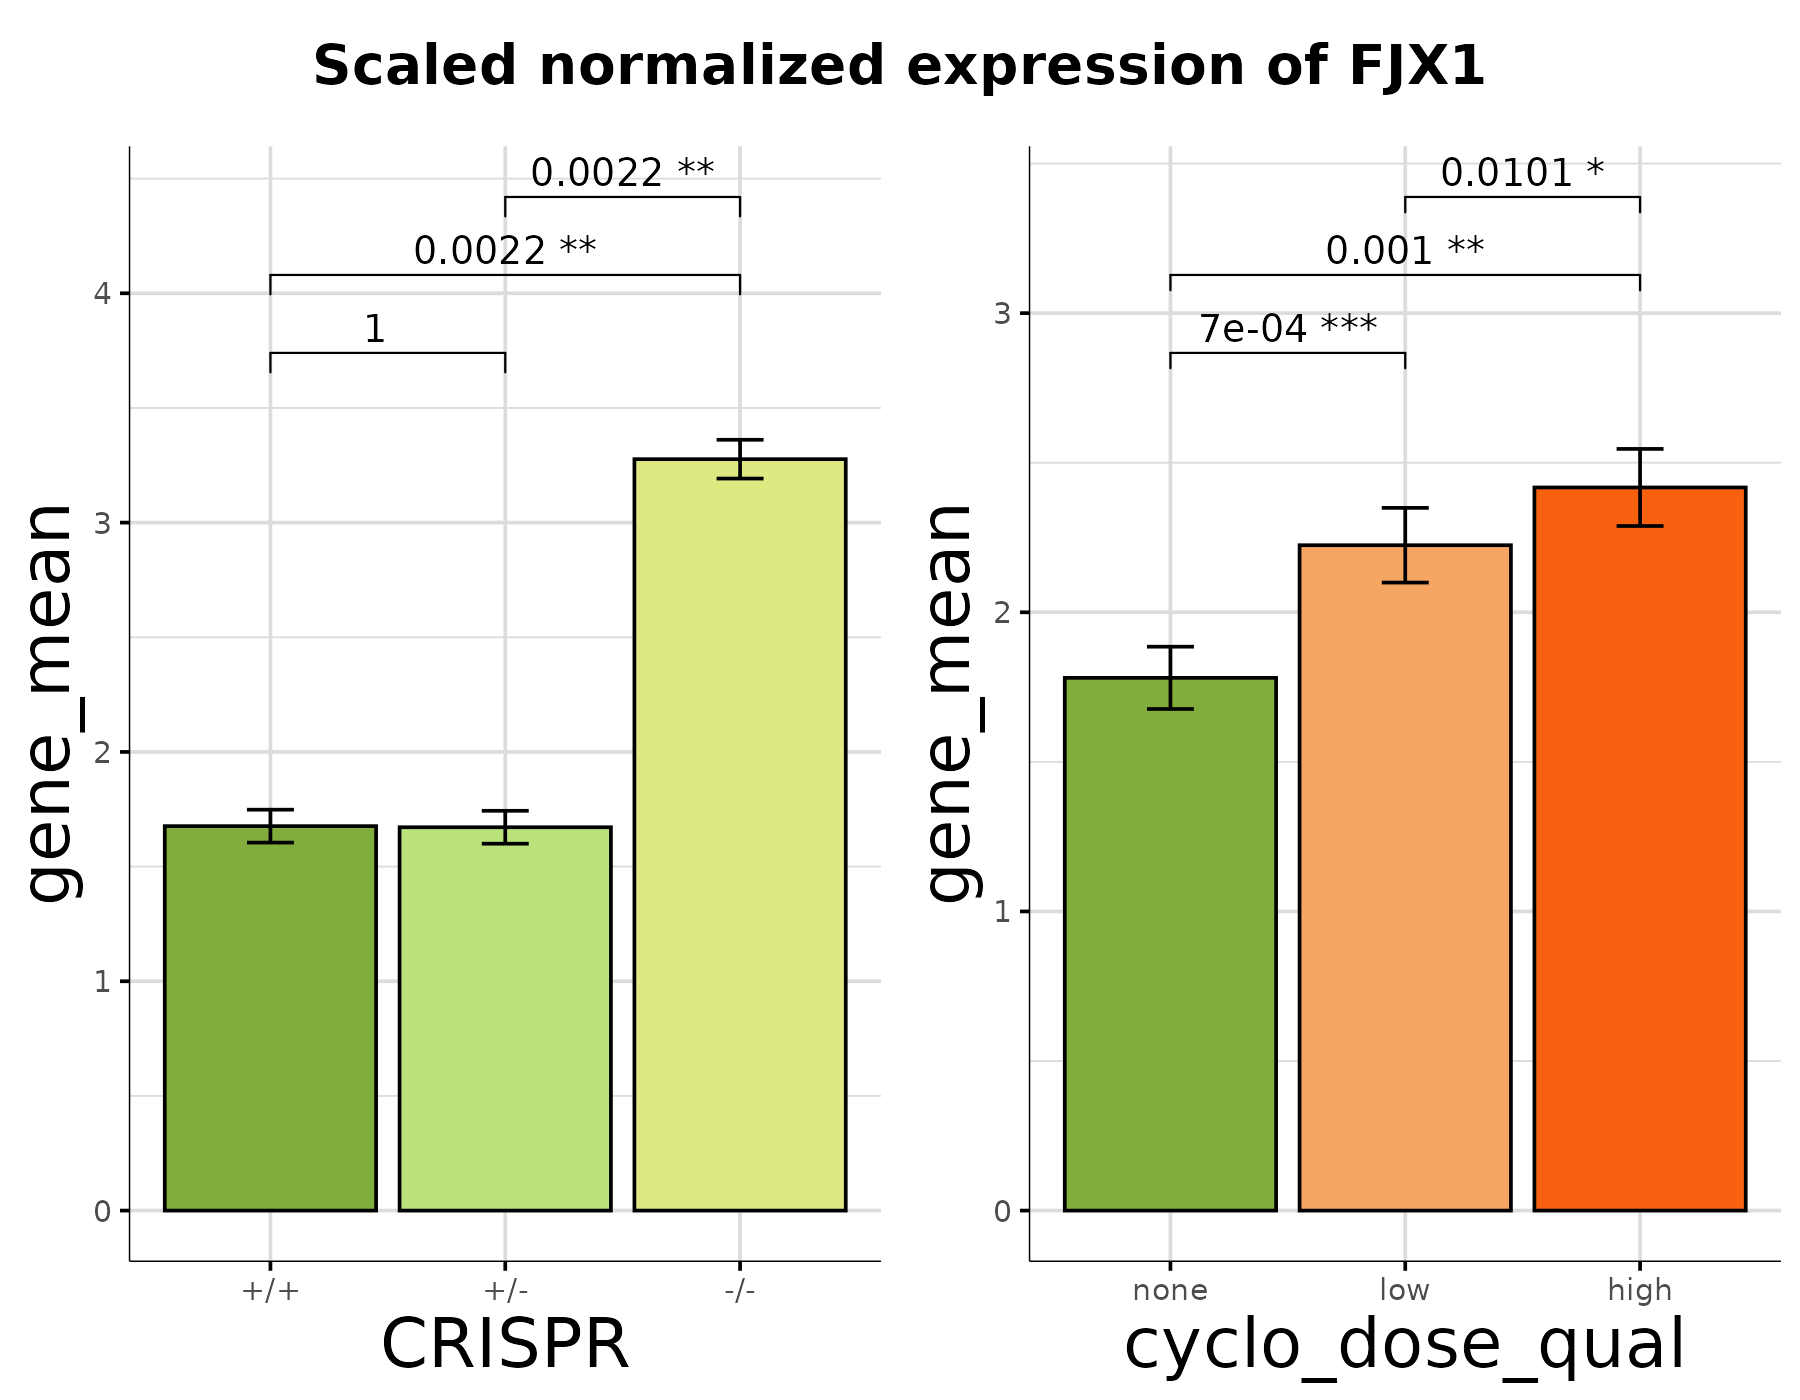 Scaled normalized expression of FJX1
gene_mean
4
3
2
1
0
0.0022 **
0.0022 **
1
+/+ +/- -/-
CRISPR
gene_mean
3
2
1
0
0.0101 *
0.001 **
7e-04 ***
none low high
cyclo_dose_qual